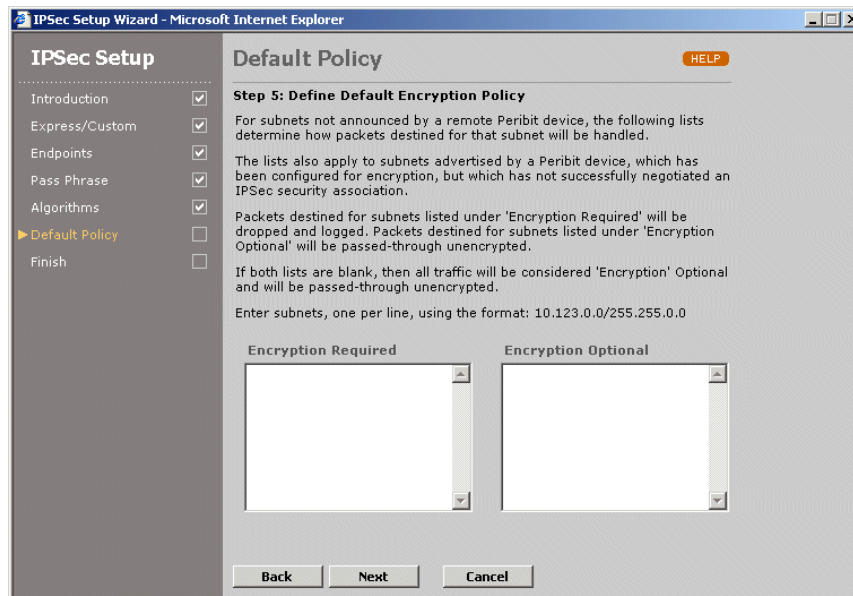 IPSec Setup Wizard - Microsoft Internet Explorer
IPSec Setup
Introduction
Express/Custom
Endpoints
Pass Phrase
Algorithms
Default Policy
Finish
Default Policy
HELP
Step 5: Define Default Encryption Policy
For subnets not announced by a remote Peribit device, the following lists
determine how packets destined for that subnet will be handled.
The lists also apply to subnets advertised by a Peribit device, which has
been configured for encryption, but which has not successfully negotiated an
IPSec security association.
Packets destined for subnets listed under 'Encryption Required' will be
dropped and logged. Packets destined for subnets listed under 'Encryption
Optional' will be passed-through unencrypted.
If both lists are blank, then all traffic will be considered 'Encryption' Optional
and will be passed-through unencrypted.
Enter subnets, one per line, using the format: 10.123.0.0/255.255.0.0
Encryption Required
Encryption Optional
Back
Next
Cancel